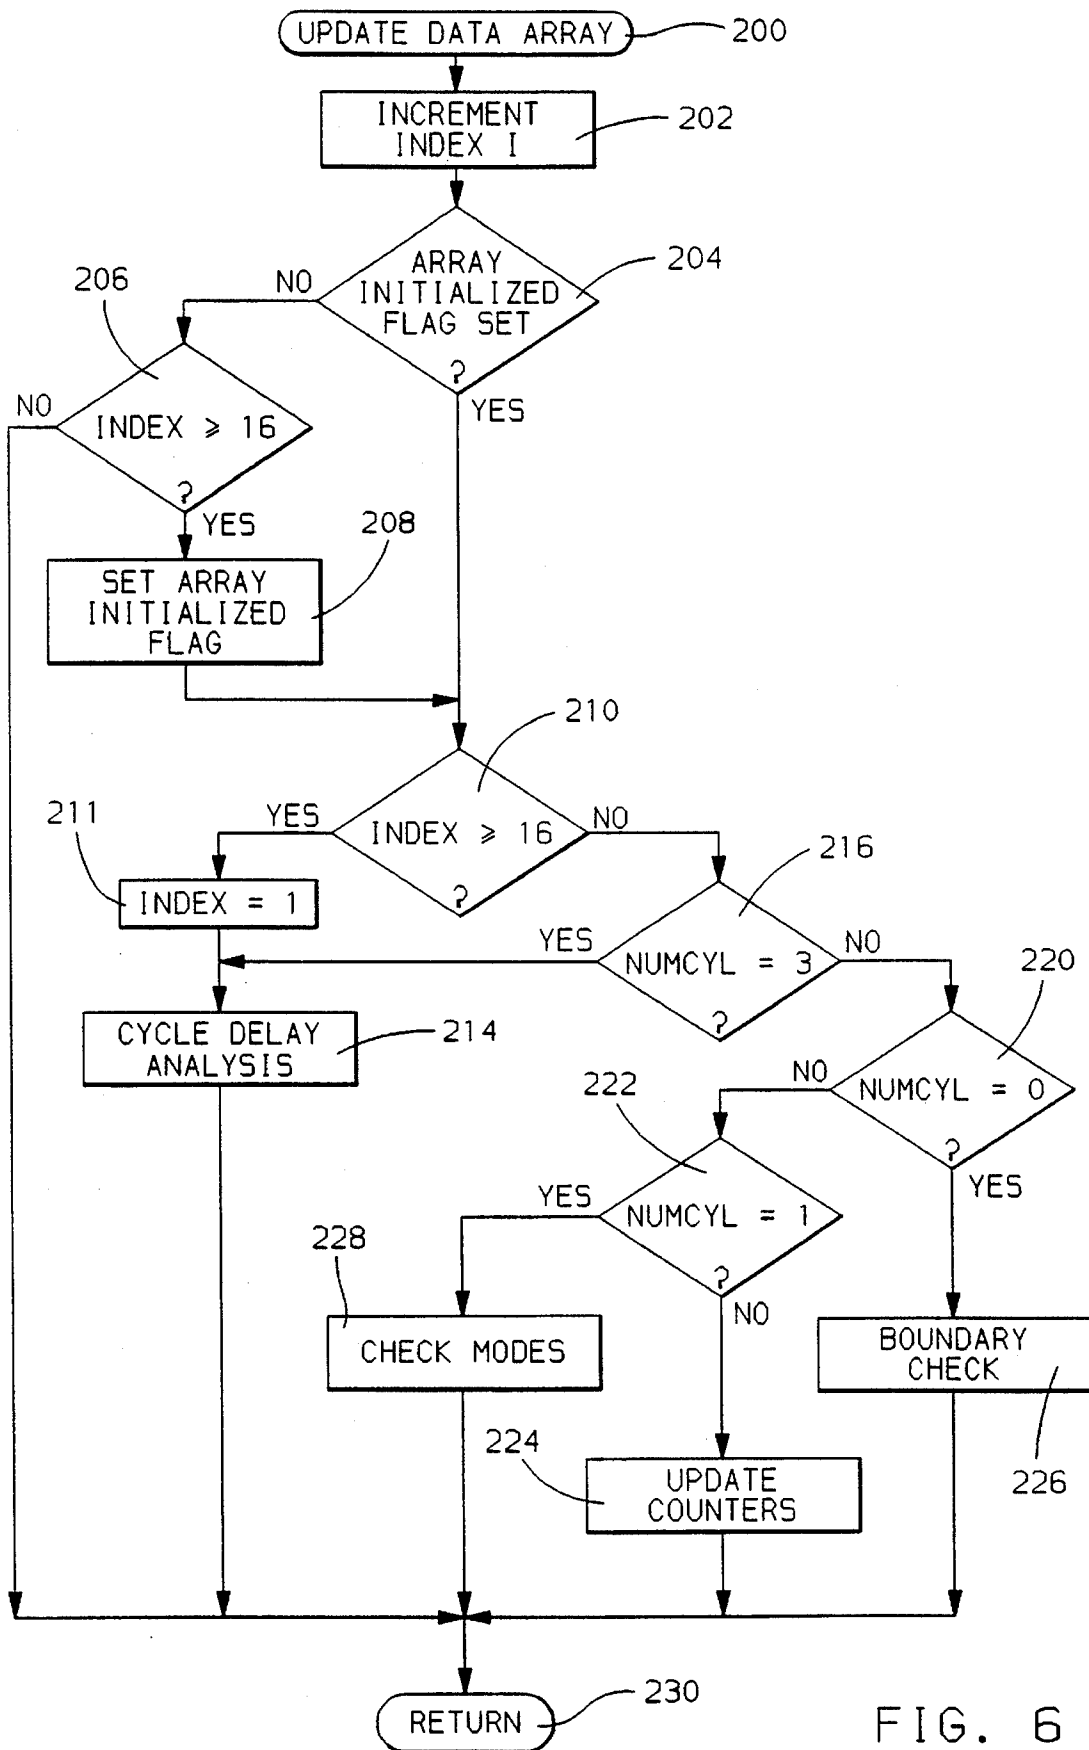 UPDATE DATA ARRAY
200
INCREMENT
INDEX I
202
ARRAY
INITIALIZED
FLAG SET
?
204
NO
YES
206
INDEX ⩾ 16
?
NO
YES
208
SET ARRAY
INITIALIZED
FLAG
210
INDEX ⩾ 16
?
YES
NO
211
INDEX = 1
216
NUMCYL = 3
?
YES
NO
CYCLE DELAY
ANALYSIS
214
220
NUMCYL = 0
?
NO
YES
222
NUMCYL = 1
?
YES
NO
228
CHECK MODES
BOUNDARY
CHECK
226
224
UPDATE
COUNTERS
RETURN
230
FIG. 6